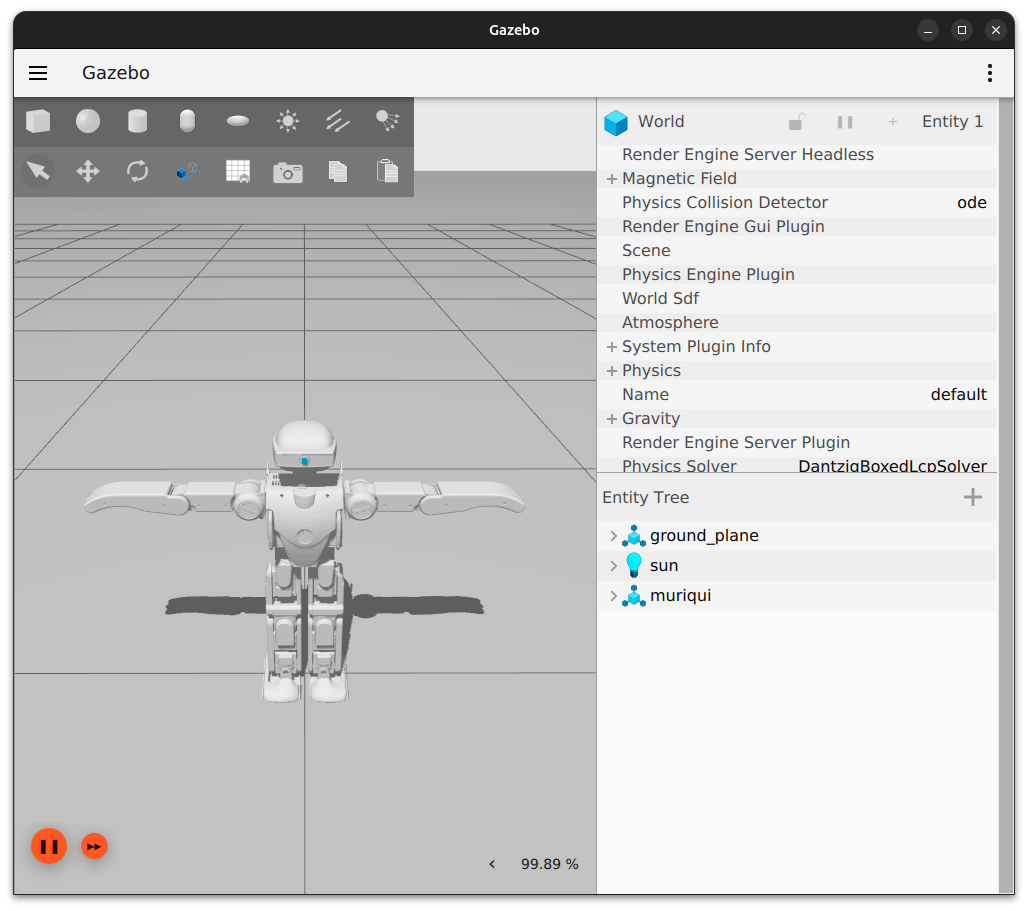 Gazebo
Gazebo
World Entity 1
Render Engine Server Headless
Magnetic Field
Physics Collision Detector ode
Render Engine Gui Plugin
Scene
Physics Engine Plugin
World Sdf
Atmosphere
System Plugin Info
Physics
Name default
Gravity
Render Engine Server Plugin
Physics Solver DantzigBoxedLcpSolver
Entity Tree
ground_plane
sun
muriqui
99.89 %